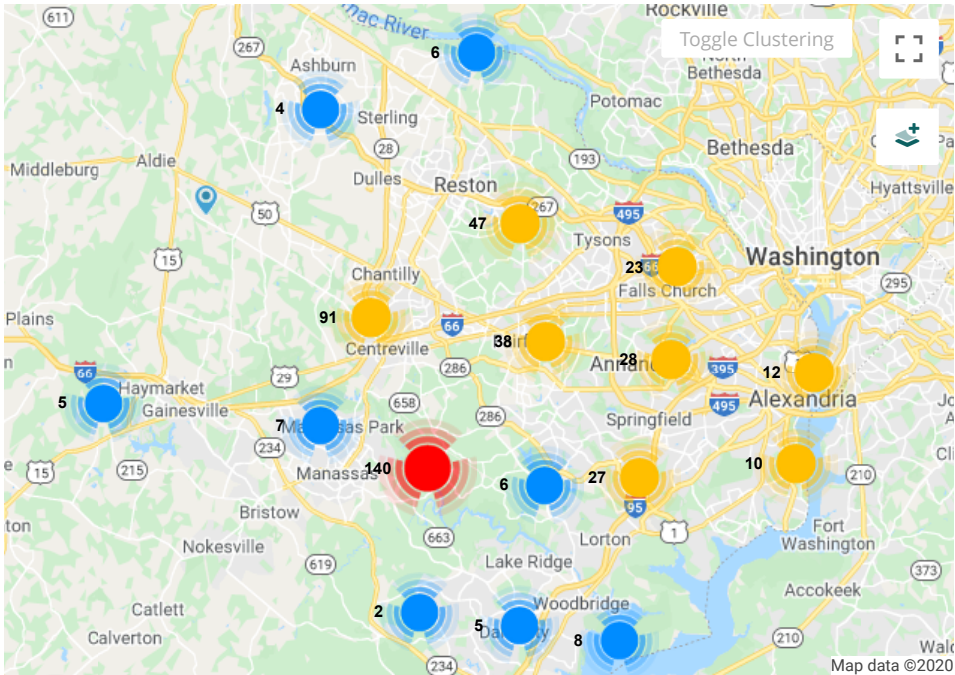 611
mac River
Rockville
Toggle Clustering
6
267
Ashburn
North
Bethesda
4
Potomac
Sterling
28
Bethesda
193
Aldie
Middleburg
Dulles
Reston
Hyattsville
50
47
267
495
Tysons
15
23
66
Washington
Chantilly
295
Falls Church
91
Plains
66
38
Centreville
28
286
395
12
66
29
Haymarket
5
Gainesville
658
495
Alexandria
286
Springfield
7
Manassas Park
234
15
215
Manassas
140
6
27
10
210
95
Bristow
663
1
Fort
Washington
Nokesville
Lorton
619
Lake Ridge
373
Accokeek
Catlett
2
Woodbridge
5
Calverton
8
210
234
Map data ©2020